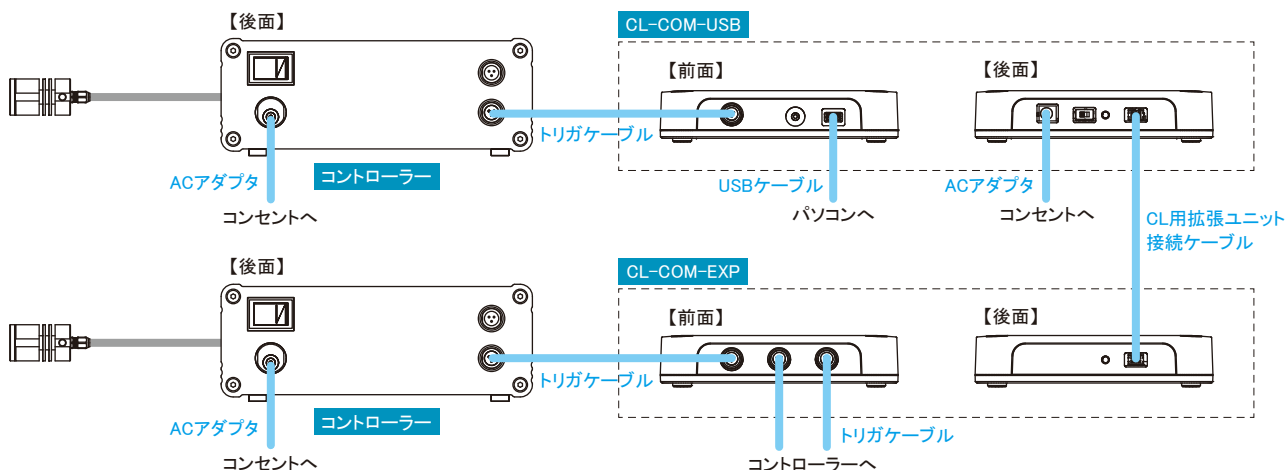 【後面】
CL-COM-USB
【前面】
【後面】
トリガケーブル
ACアダプタ
コントローラー
USBケーブル
ACアダプタ
コンセントへ
パソコンへ
コンセントへ
CL用拡張ユニット
接続ケーブル
【後面】
CL-COM-EXP
【前面】
【後面】
トリガケーブル
ACアダプタ
コントローラー
トリガケーブル
コンセントへ
コントローラーへ